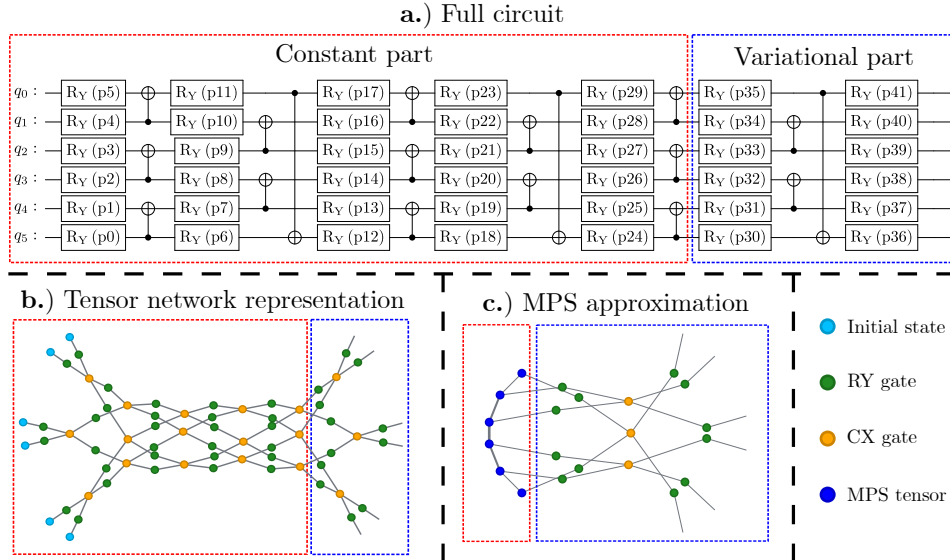 a.) Full circuit
Constant part
Variational part
q0 : RY (p5) RY (p11) RY (p17) RY (p23) RY (p29) RY (p35) RY (p41)
q1 : RY (p4) RY (p10) RY (p16) RY (p22) RY (p28) RY (p34) RY (p40)
q2 : RY (p3) RY (p9) RY (p15) RY (p21) RY (p27) RY (p33) RY (p39)
q3 : RY (p2) RY (p8) RY (p14) RY (p20) RY (p26) RY (p32) RY (p38)
q4 : RY (p1) RY (p7) RY (p13) RY (p19) RY (p25) RY (p31) RY (p37)
q5 : RY (p0) RY (p6) RY (p12) RY (p18) RY (p24) RY (p30) RY (p36)
b.) Tensor network representation
c.) MPS approximation
Initial state
RY gate
CX gate
MPS tensor